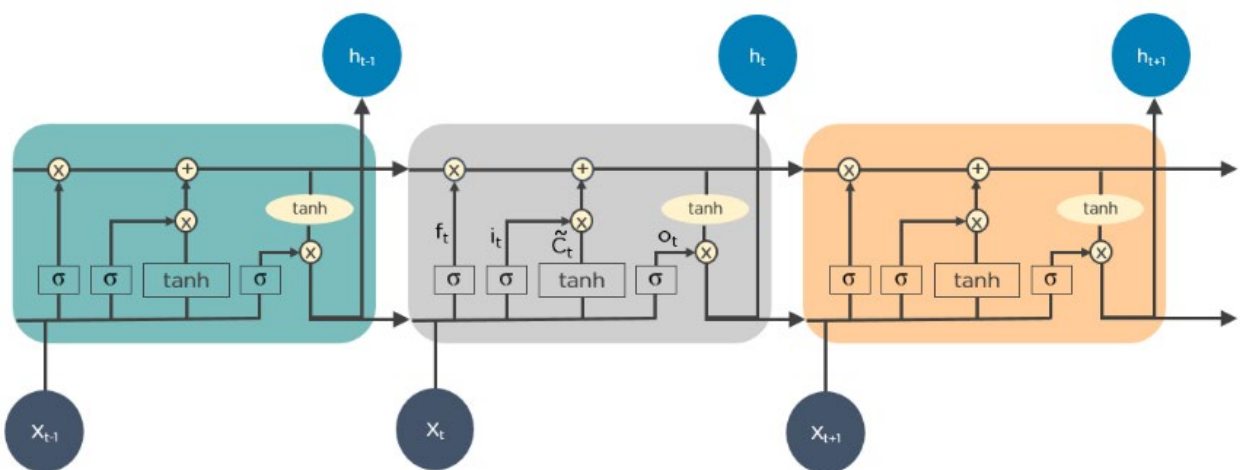 h_{t-1} h_t h_{t+1}
x + x + x +
tanh tanh tanh
x x x
f_t i_t C̃_t o_t
x x x
σ σ tanh σ σ σ tanh σ σ σ tanh σ
X_{t-1} X_t X_{t+1}